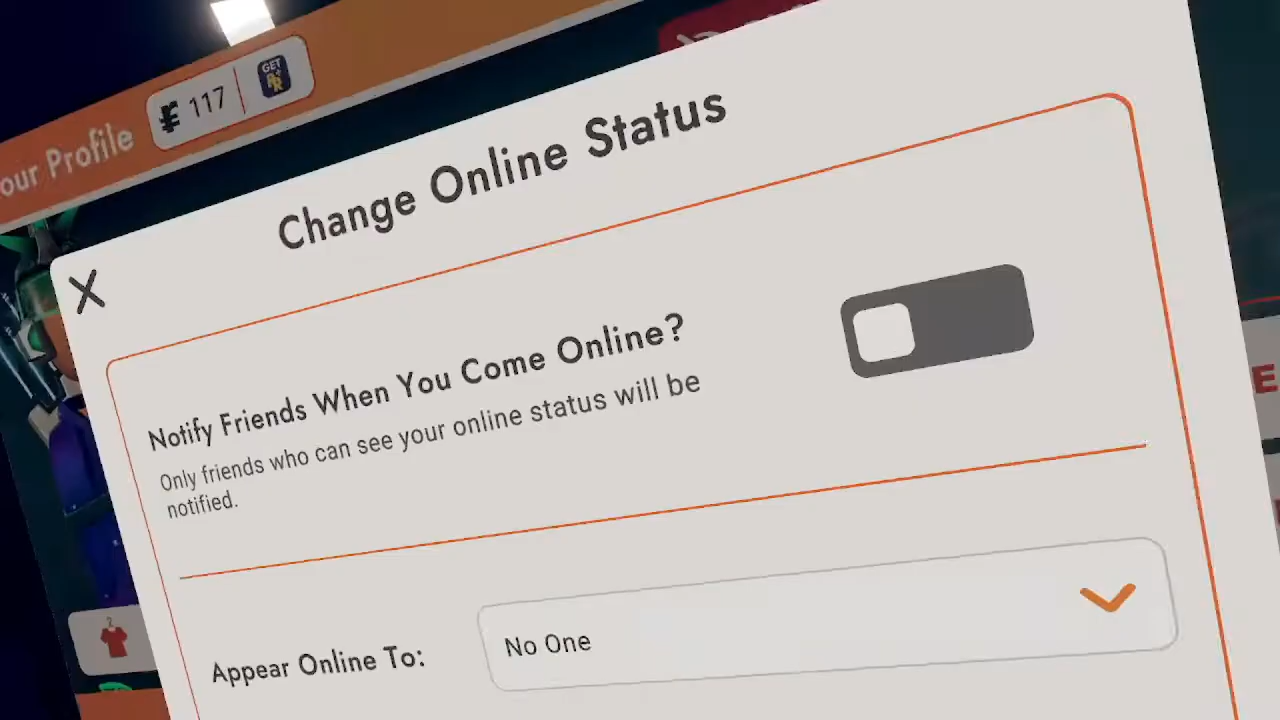 our Profile
117
GET
RR
Change Online Status
X
Notify Friends When You Come Online?
Only friends who can see your online status will be
notified.
E
Appear Online To:
No One